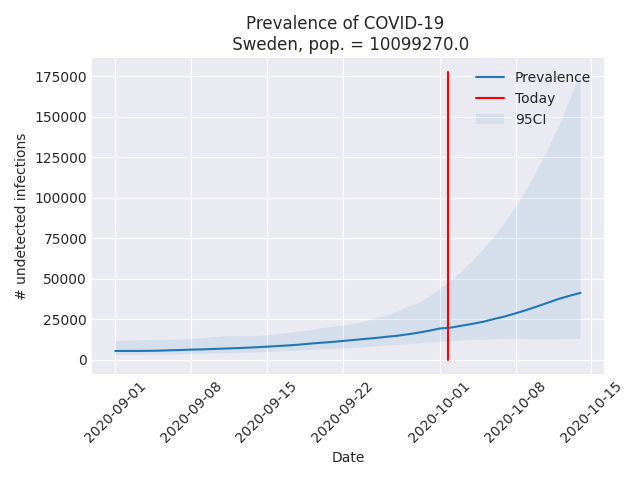 Prevalence of COVID-19
Sweden, pop. = 10099270.0
Prevalence
Today
95CI
175000
150000
125000
100000
75000
50000
25000
0
# undetected infections
2020-09-01
2020-09-08
2020-09-15
2020-09-22
2020-10-01
2020-10-08
2020-10-15
Date